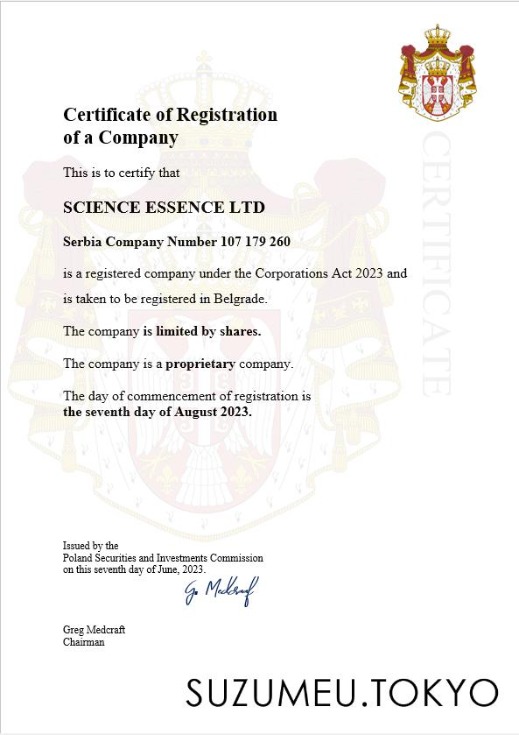 Certificate of Registration
of a Company
This is to certify that
SCIENCE ESSENCE LTD
Serbia Company Number 107 179 260
is a registered company under the Corporations Act 2023 and
is taken to be registered in Belgrade.
The company is limited by shares.
The company is a proprietary company.
The day of commencement of registration is
the seventh day of August 2023.
CERTIFICATE
Issued by the
Poland Securities and Investments Commission
on this seventh day of June, 2023.
Greg Medcraft
Chairman
SUZUMEU.TOKYO